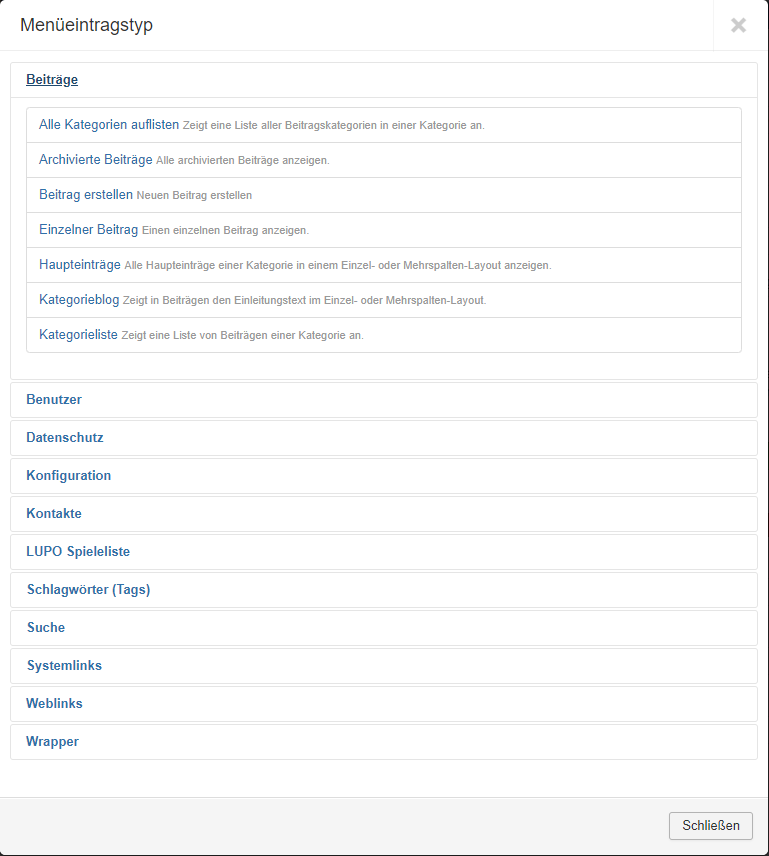 Menüeintragstyp
Beiträge
Alle Kategorien auflisten Zeigt eine Liste aller Beitragskategorien in einer Kategorie an.
Archivierte Beiträge Alle archivierten Beiträge anzeigen.
Beitrag erstellen Neuen Beitrag erstellen
Einzelner Beitrag Einen einzelnen Beitrag anzeigen.
Haupteinträge Alle Haupteinträge einer Kategorie in einem Einzel- oder Mehrspalten-Layout anzeigen.
Kategorieblog Zeigt in Beiträgen den Einleitungstext im Einzel- oder Mehrspalten-Layout.
Kategorieliste Zeigt eine Liste von Beiträgen einer Kategorie an.
Benutzer
Datenschutz
Konfiguration
Kontakte
LUPO Spieleliste
Schlagwörter (Tags)
Suche
Systemlinks
Weblinks
Wrapper
Schließen